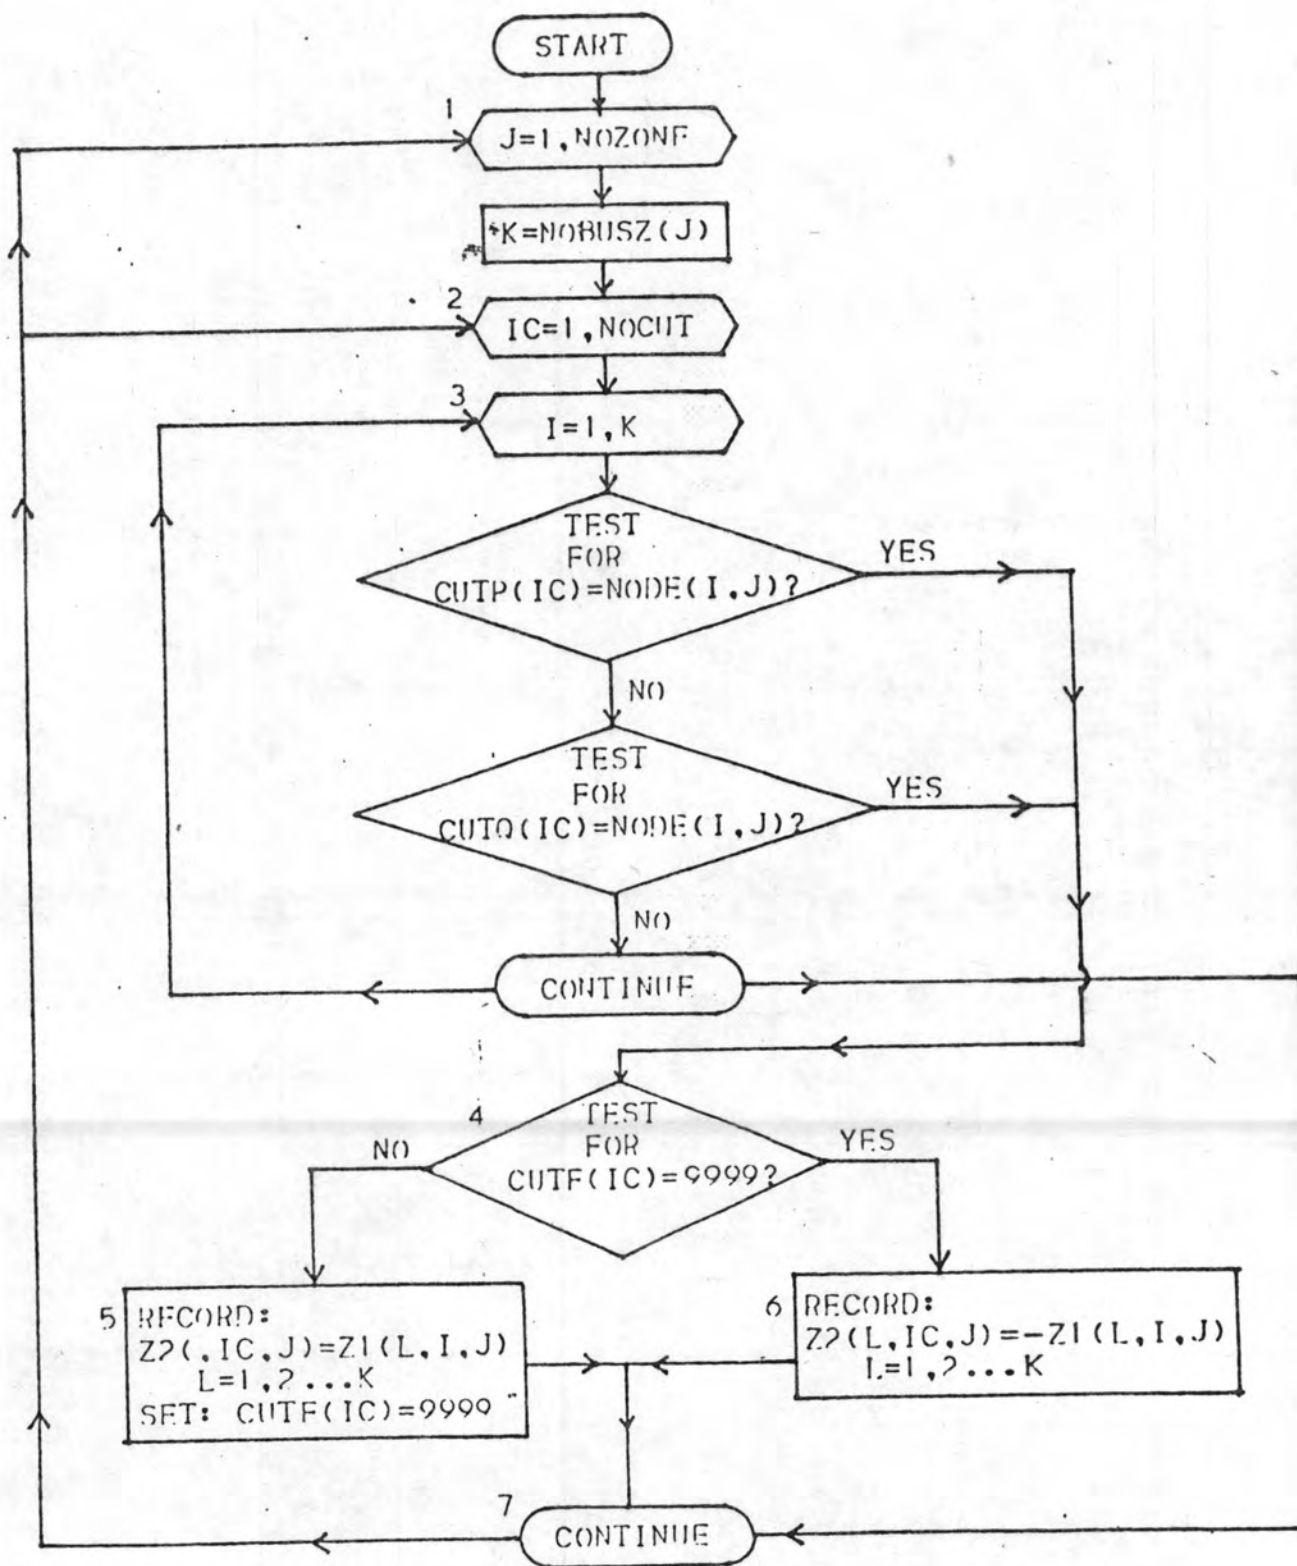 START
1
J=1,NOZONE
*K=NOBUSZ(J)
2
IC=1,NOCUT
3
I=1,K
TEST
FOR
CUTP(IC)=NODE(I,J)?
YES
NO
TEST
FOR
CUTQ(IC)=NODE(I,J)?
YES
NO
CONTINUE
4
TEST
FOR
CUTF(IC)=9999?
NO
YES
5
RECORD:
Z2(,IC,J)=Z1(L,I,J)
L=1,2...K
SET: CUTF(IC)=9999
6
RECORD:
Z2(L,IC,J)=-Z1(L,I,J)
L=1,2...K
7
CONTINUE